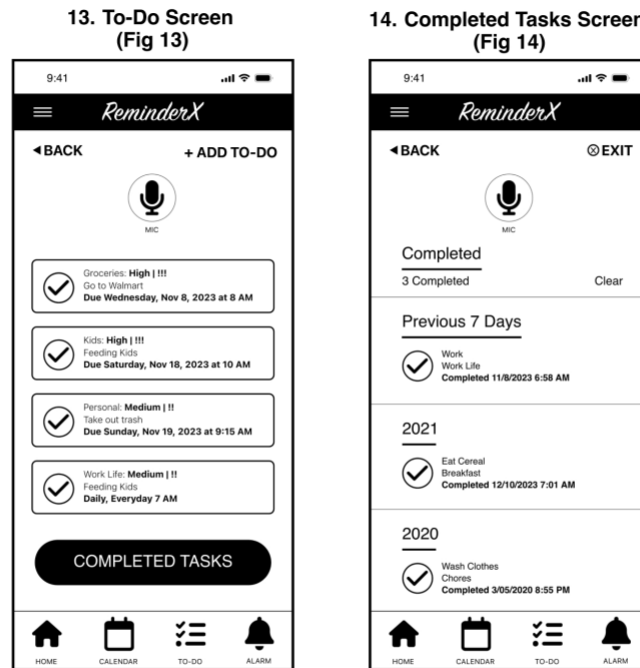 13. To-Do Screen
(Fig 13)
9:41
ReminderX
◀BACK
+ ADD TO-DO
MIC
Groceries: High | !!!
Go to Walmart
Due Wednesday, Nov 8, 2023 at 8 AM
Kids: High | !!!
Feeding Kids
Due Saturday, Nov 18, 2023 at 10 AM
Personal: Medium | !!
Take out trash
Due Sunday, Nov 19, 2023 at 9:15 AM
Work Life: Medium | !!
Feeding Kids
Daily, Everyday 7 AM
COMPLETED TASKS
HOME
CALENDAR
TO-DO
ALARM
14. Completed Tasks Screen
(Fig 14)
9:41
ReminderX
◀BACK
EXIT
MIC
Completed
3 Completed
Clear
Previous 7 Days
Work
Work Life
Completed 11/8/2023 6:58 AM
2021
Eat Cereal
Breakfast
Completed 12/10/2023 7:01 AM
2020
Wash Clothes
Chores
Completed 3/05/2020 8:55 PM
HOME
CALENDAR
TO-DO
ALARM